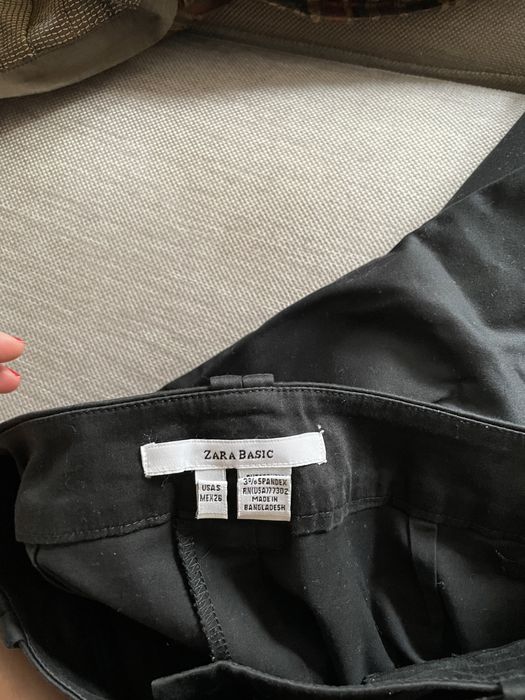 ZARA BASIC
USA S
MEX 26
3% SPANDEX
RN(USA)77302
MADE IN
BANGLADESH